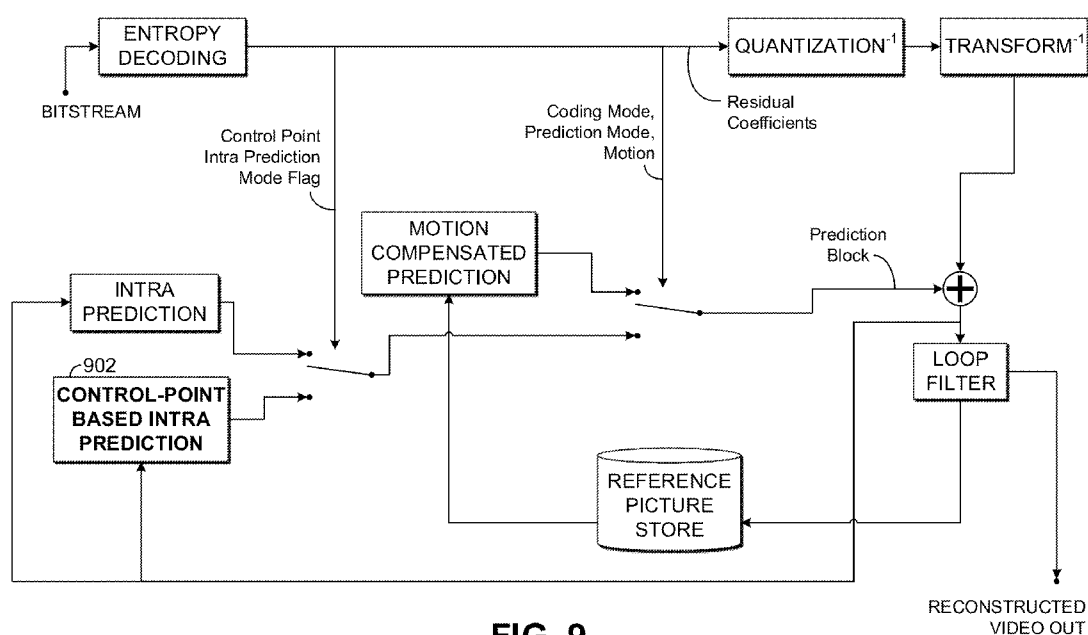 ENTROPY
DECODING
QUANTIZATION-1
TRANSFORM-1
BITSTREAM
Residual
Coefficients
Control Point
Intra Prediction
Mode Flag
Coding Mode,
Prediction Mode,
Motion
MOTION
COMPENSATED
PREDICTION
Prediction
Block
INTRA
PREDICTION
LOOP
FILTER
902
CONTROL-POINT
BASED INTRA
PREDICTION
REFERENCE
PICTURE
STORE
RECONSTRUCTED
VIDEO OUT
FIG. 9